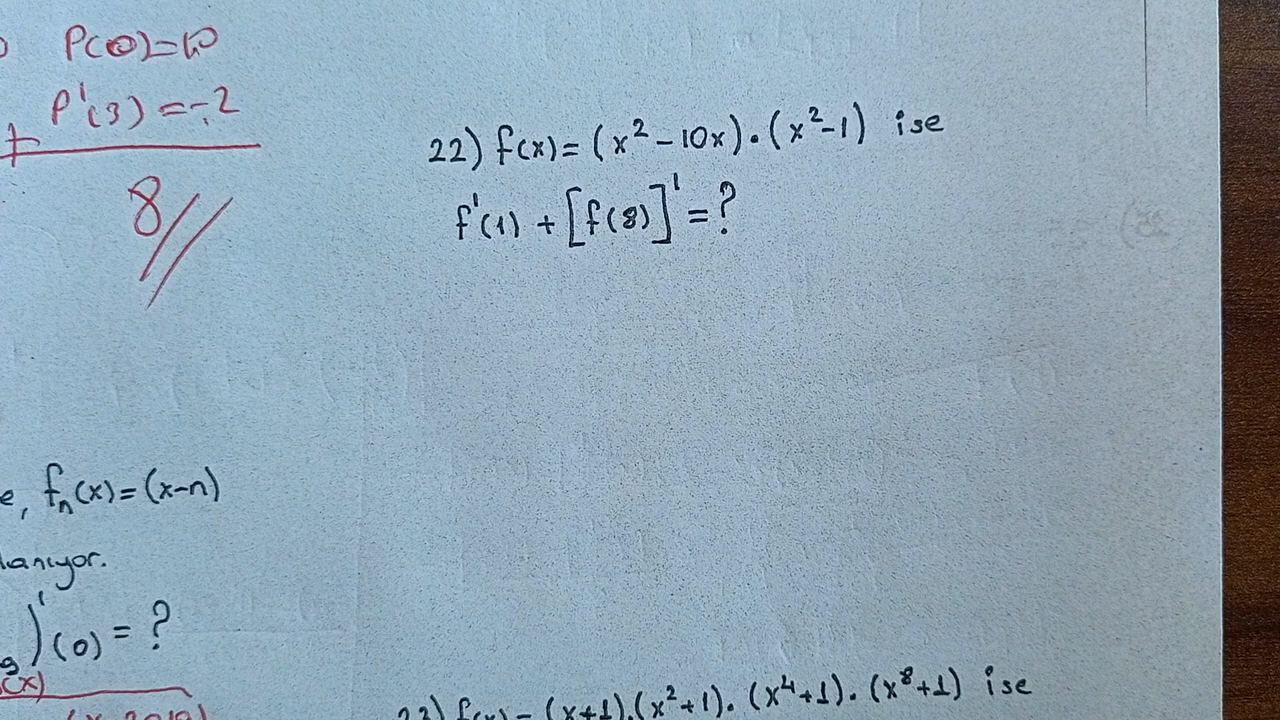 P(0)=10
P'(3) = -2
+
8//
e, fn(x)=(x-n)
lanıyor.
)'(0) = ?
22) f(x) = (x² - 10x) . (x² - 1) ise
f'(1) + [f(8)]' = ?
23) f(x) = (x+1).(x²+1). (x⁴+1). (x⁸+1) ise